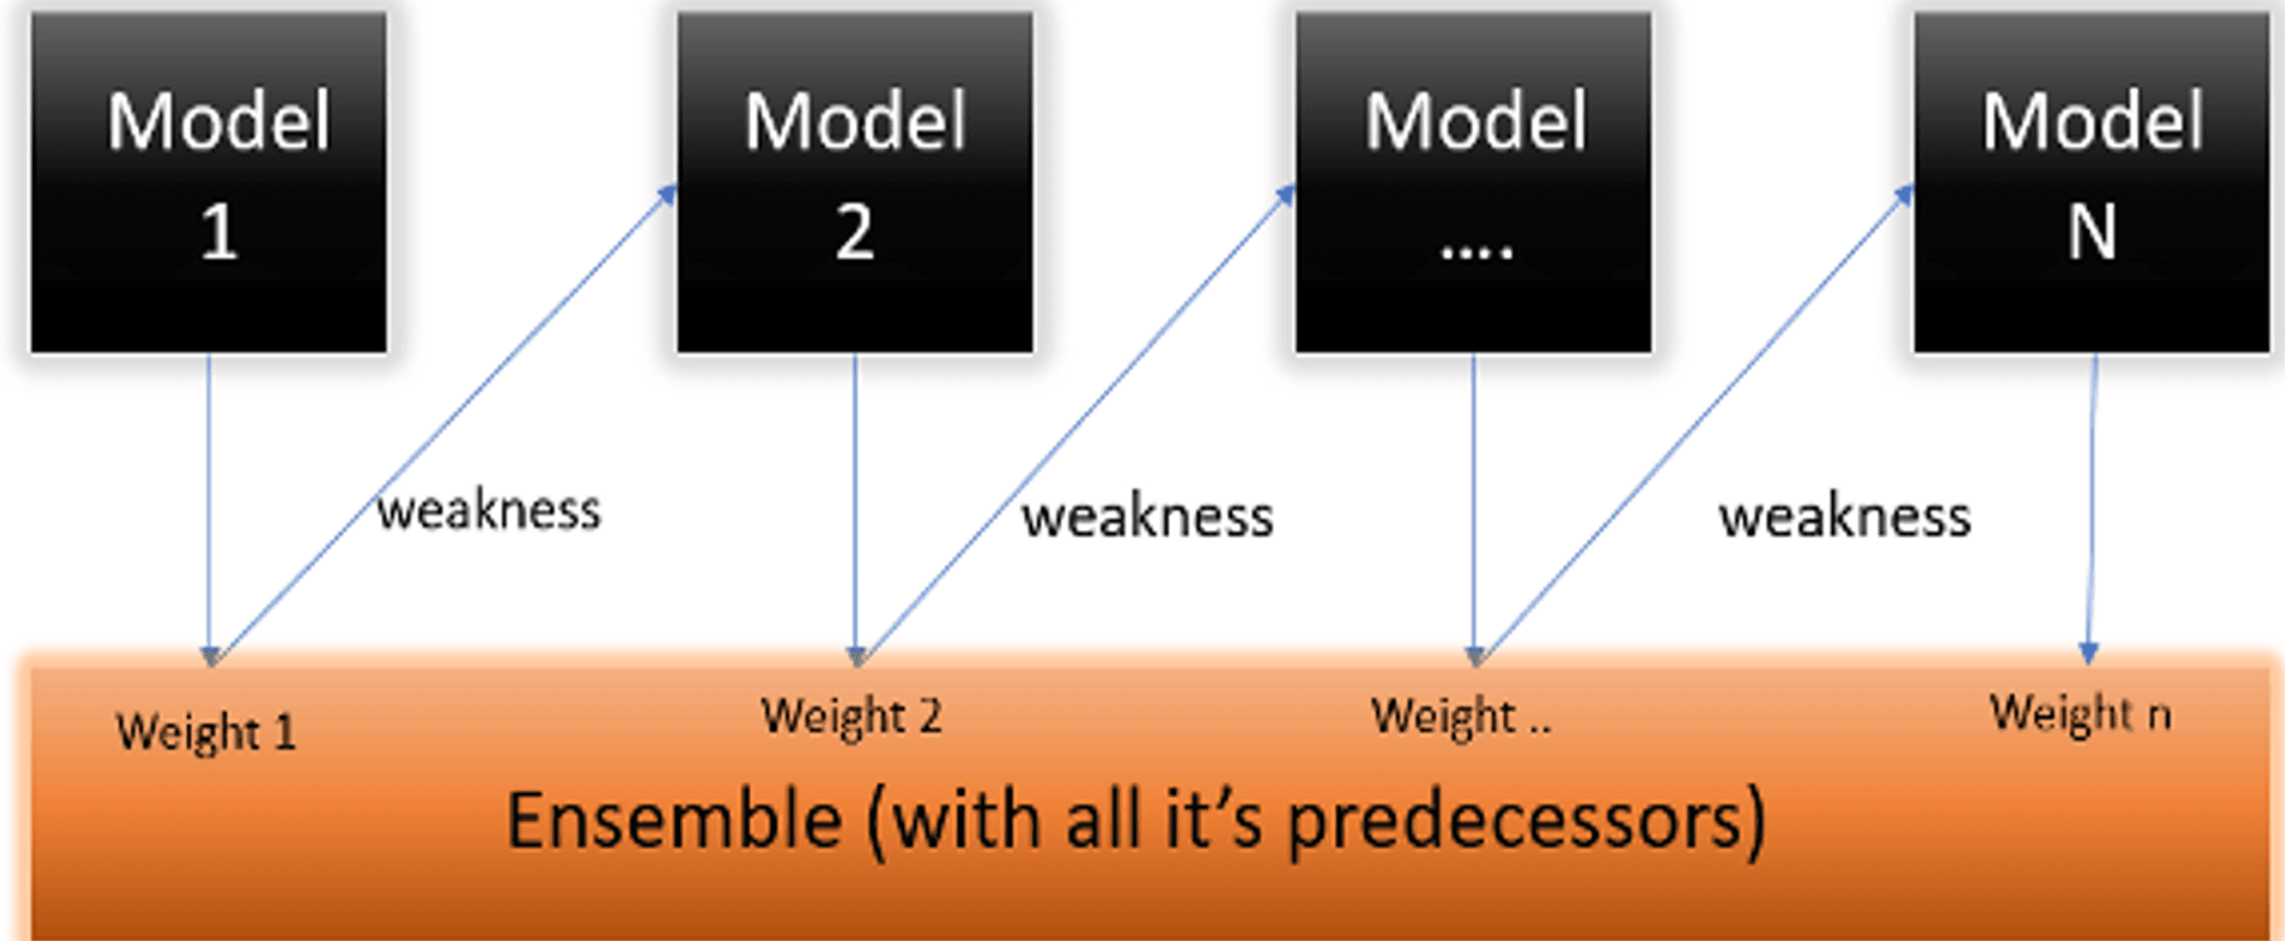 Model
1
Model
2
Model
....
Model
N
weakness
weakness
weakness
Weight 1
Weight 2
Weight ..
Weight n
Ensemble (with all it’s predecessors)